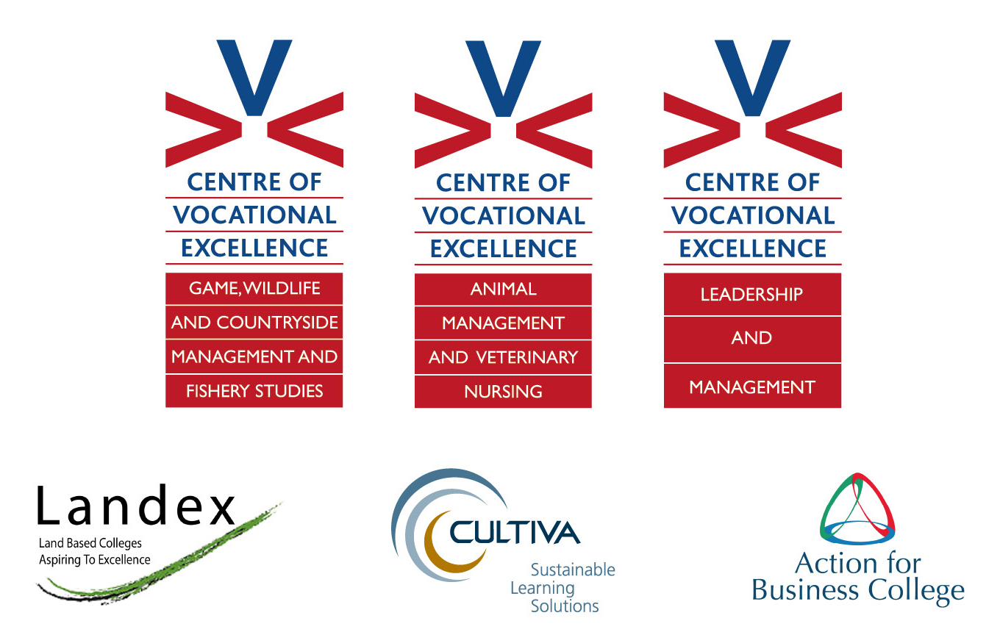 CENTRE OF
VOCATIONAL
EXCELLENCE
GAME, WILDLIFE
AND COUNTRYSIDE
MANAGEMENT AND
FISHERY STUDIES
CENTRE OF
VOCATIONAL
EXCELLENCE
ANIMAL
MANAGEMENT
AND VETERINARY
NURSING
CENTRE OF
VOCATIONAL
EXCELLENCE
LEADERSHIP
AND
MANAGEMENT
Landex
Land Based Colleges
Aspiring To Excellence
CULTIVA
Sustainable
Learning
Solutions
Action for
Business College